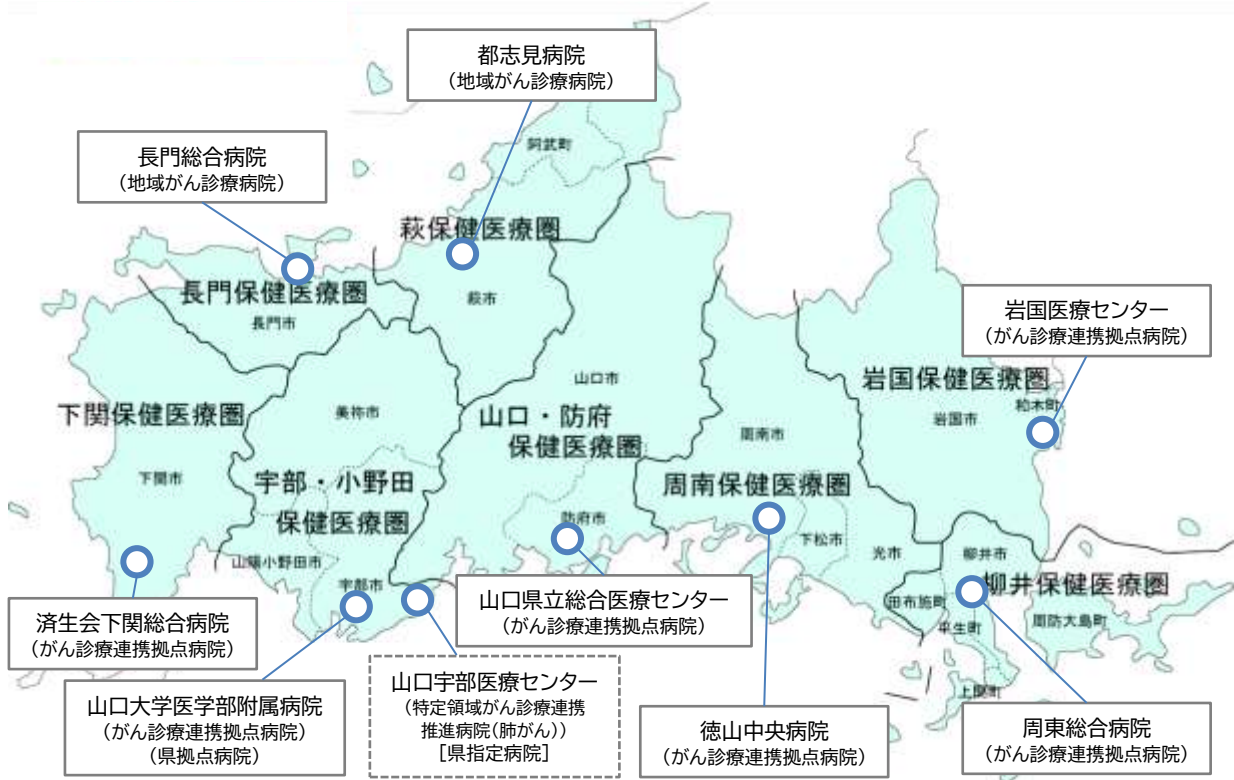 都志見病院
（地域がん診療病院）
長門総合病院
（地域がん診療病院）
阿武町
萩保健医療圏
萩市
長門保健医療圏
長門市
岩国医療センター
（がん診療連携拠点病院）
岩国保健医療圏
和木町
岩国市
山口市
山口・防府
保健医療圏
下関保健医療圏
下関市
美祢市
宇部・小野田
保健医療圏
山陽小野田市
宇部市
防府市
周南市
周南保健医療圏
下松市
光市
柳井市
柳井保健医療圏
田布施町
平生町
周防大島町
上関町
済生会下関総合病院
（がん診療連携拠点病院）
山口大学医学部附属病院
（がん診療連携拠点病院）
（県拠点病院）
山口宇部医療センター
（特定領域がん診療連携
推進病院（肺がん））
［県指定病院］
山口県立総合医療センター
（がん診療連携拠点病院）
徳山中央病院
（がん診療連携拠点病院）
周東総合病院
（がん診療連携拠点病院）